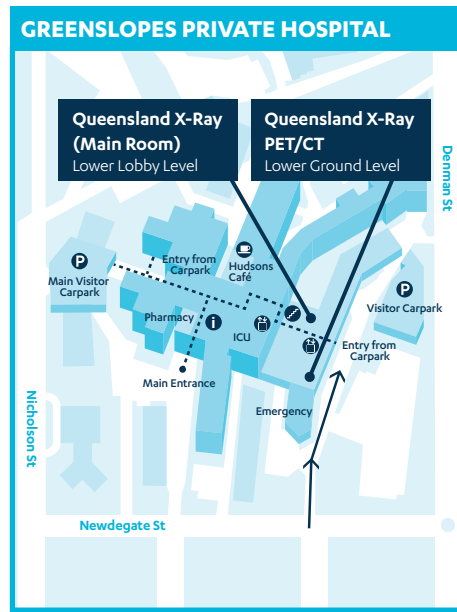 GREENSLOPES PRIVATE HOSPITAL
Queensland X-Ray
(Main Room)
Lower Lobby Level
Queensland X-Ray
PET/CT
Lower Ground Level
Denman St
P
Main Visitor
Carpark
Entry from
Carpark
Hudsons
Café
P
Visitor Carpark
Pharmacy
i
ICU
Entry from
Carpark
Main Entrance
Emergency
Nicholson St
Newdegate St